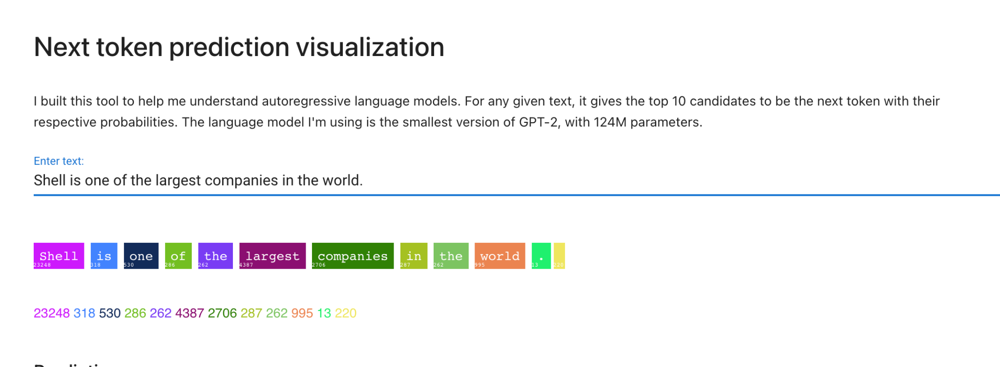 Next token prediction visualization
I built this tool to help me understand autoregressive language models. For any given text, it gives the top 10 candidates to be the next token with their
respective probabilities. The language model I'm using is the smallest version of GPT-2, with 124M parameters.
Enter text:
Shell is one of the largest companies in the world.
Shell is one of the largest companies in the world .
23248 318 530 286 262 4387 2706 287 262 995 13 220
23248 318 530 286 262 4387 2706 287 262 995 13 220